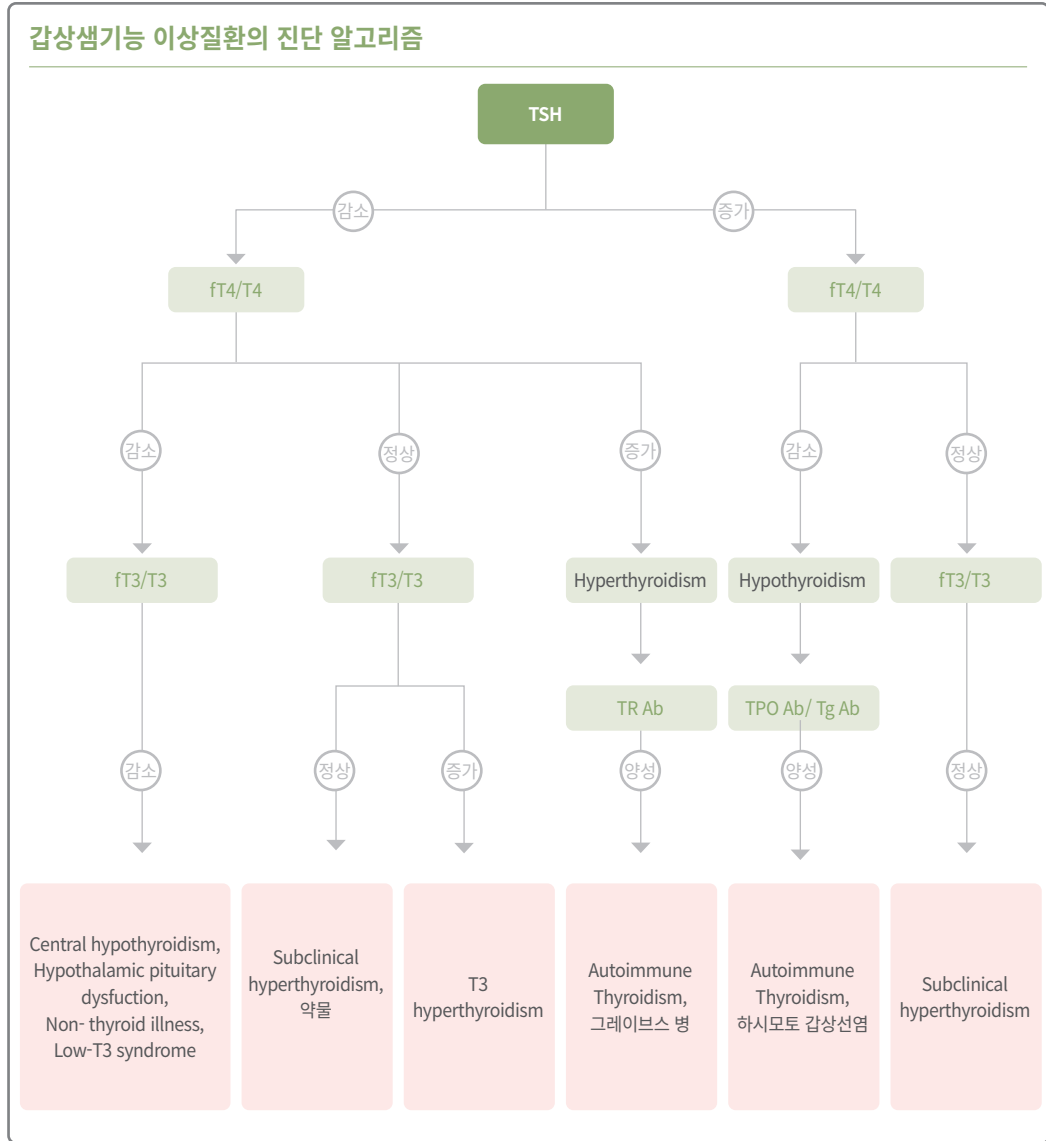 갑상샘기능 이상질환의 진단 알고리즘
TSH
감소
증가
fT4/T4
fT4/T4
감소
정상
증가
감소
정상
fT3/T3
fT3/T3
Hyperthyroidism
Hypothyroidism
fT3/T3
TR Ab
TPO Ab/ Tg Ab
감소
정상
증가
양성
양성
정상
Central hypothyroidism,
Hypothalamic pituitary
dysfuction,
Non- thyroid illness,
Low-T3 syndrome
Subclinical
hyperthyroidism,
약물
T3
hyperthyroidism
Autoimmune
Thyroidism,
그레이브스 병
Autoimmune
Thyroidism,
하시모토 갑상선염
Subclinical
hyperthyroidism